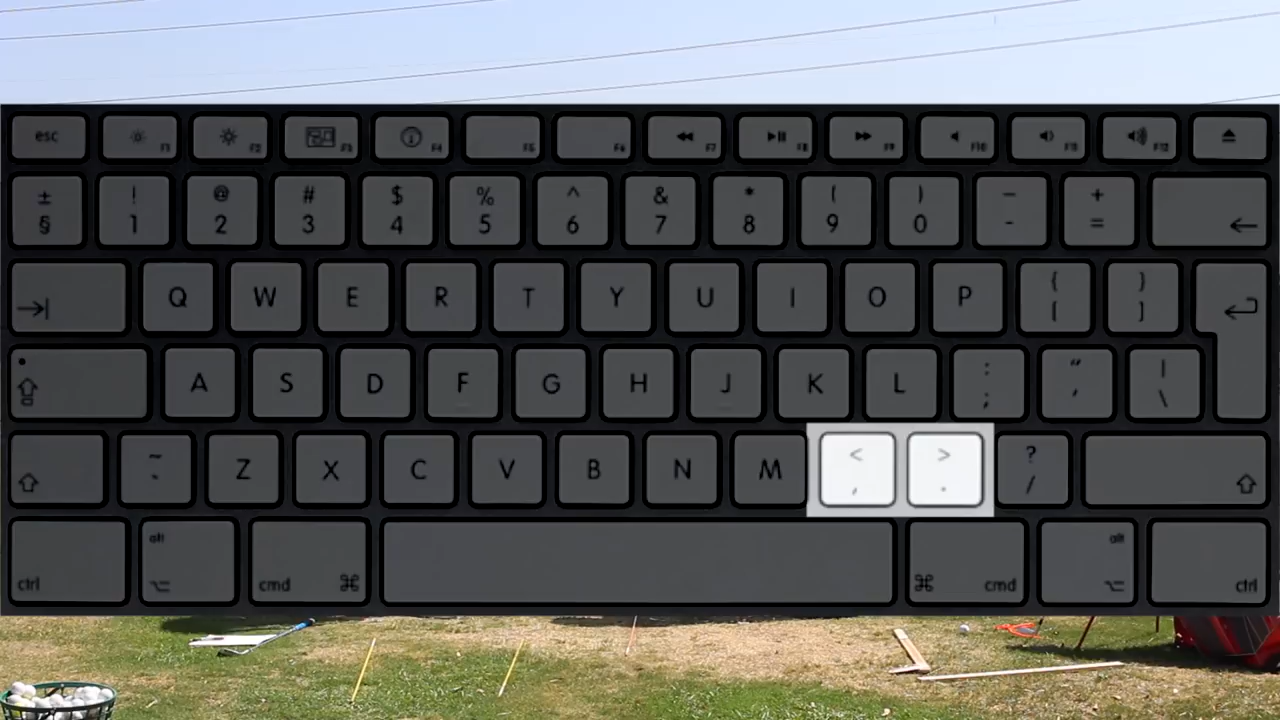 esc F1 F2 F3 F4 F5 F6 F7 F8 F9 F10 F11 F12
± ! @ # $ % ^ & * ( ) — +
§ 1 2 3 4 5 6 7 8 9 0 - =
Q W E R T Y U I O P { }
[ ]
A S D F G H J K L : " |
; ' \
~ Z X C V B N M < > ?
` , . /
alt alt
ctrl ⌥ cmd ⌘ ⌘ cmd ⌥ ctrl